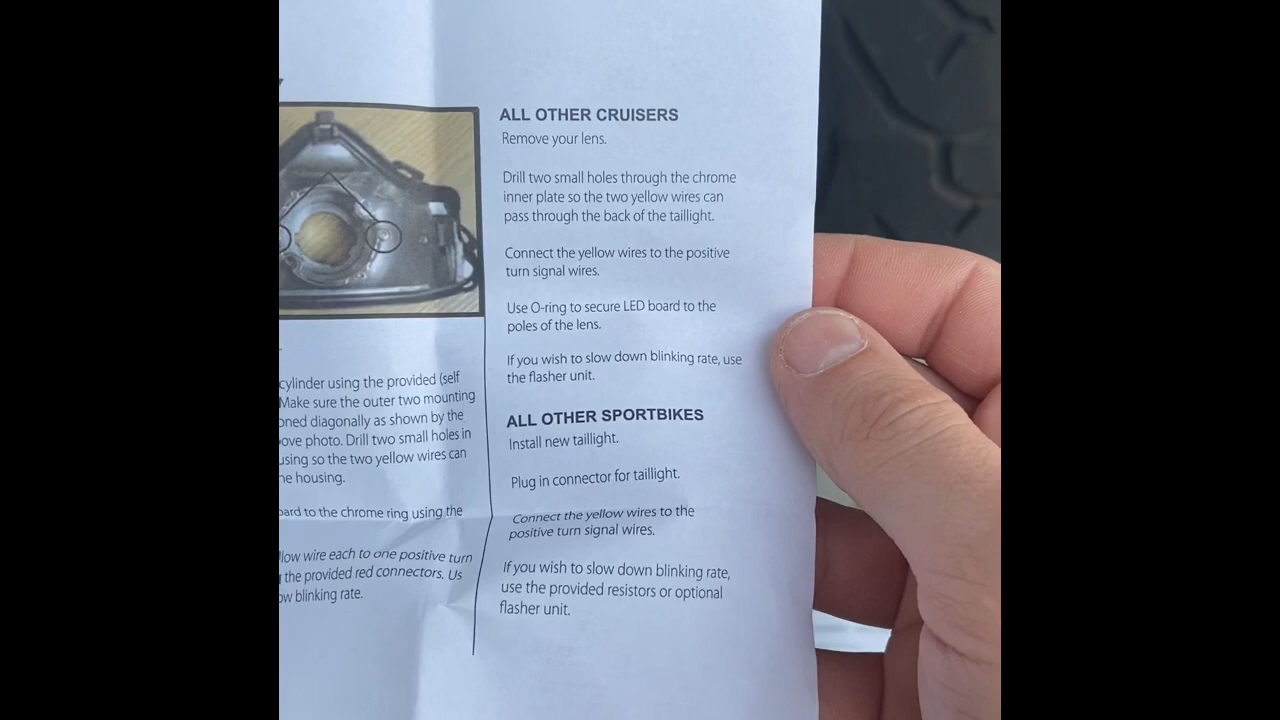 cylinder using the provided (self
Make sure the outer two mounting
oned diagonally as shown by the
ove photo. Drill two small holes in
using so the two yellow wires can
he housing.
oard to the chrome ring using the
llow wire each to one positive turn
the provided red connectors. Us
ow blinking rate.
ALL OTHER CRUISERS
Remove your lens.
Drill two small holes through the chrome
inner plate so the two yellow wires can
pass through the back of the taillight.
Connect the yellow wires to the positive
turn signal wires.
Use O-ring to secure LED board to the
poles of the lens.
If you wish to slow down blinking rate, use
the flasher unit.
ALL OTHER SPORTBIKES
Install new taillight.
Plug in connector for taillight.
Connect the yellow wires to the
positive turn signal wires.
If you wish to slow down blinking rate,
use the provided resistors or optional
flasher unit.